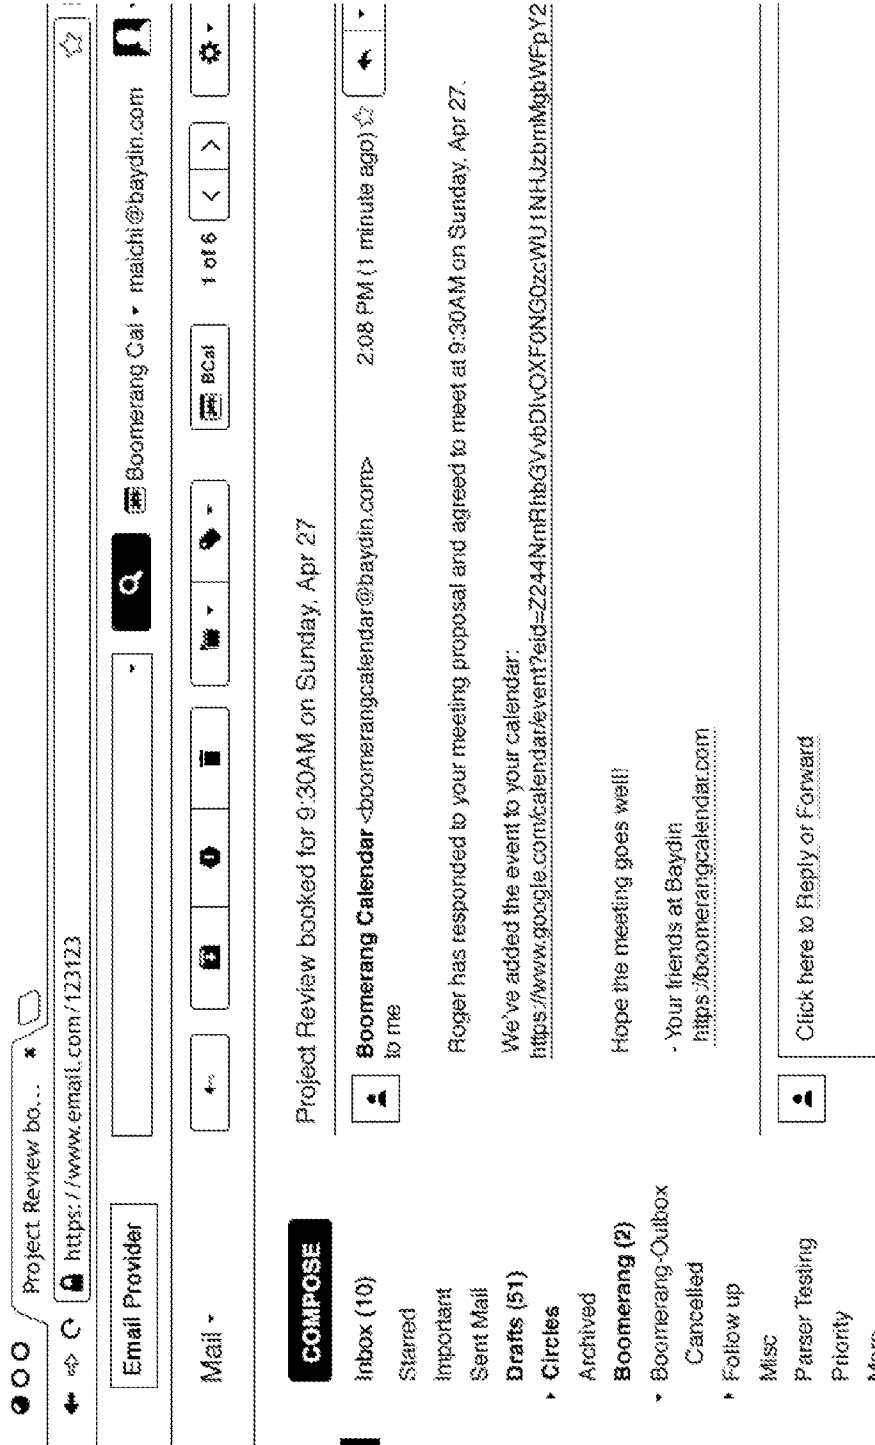 Project Review bo... ×
https://www.email.com/123123
Email Provider
Boomerang Cal
maichi@baydin.com
Mail
BCal
1 of 6
COMPOSE
Inbox (10)
Starred
Important
Sent Mail
Drafts (51)
Circles
Archived
Boomerang (2)
Boomerang-Outbox
Cancelled
Follow up
Misc
Parser Testing
Priority
More
Project Review booked for 9:30AM on Sunday, Apr 27
Boomerang Calendar <boomerangcalendar@baydin.com>
2:08 PM (1 minute ago)
to me
Roger has responded to your meeting proposal and agreed to meet at 9:30AM on Sunday, Apr 27.
We've added the event to your calendar:
Hope the meeting goes well!
- Your friends at Baydin
https://boomerangcalendar.com
Click here to Reply or Forward